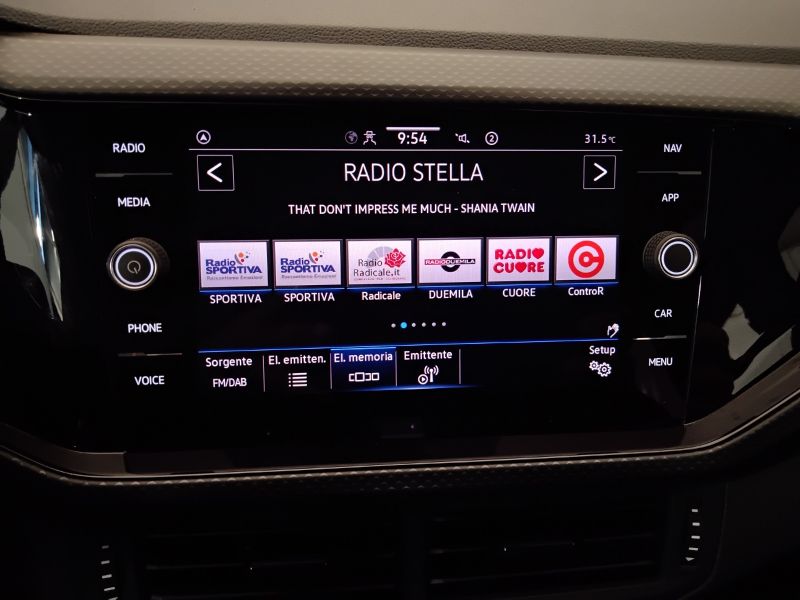 RADIO
MEDIA
PHONE
VOICE
9:54
2
31.5°C
<
RADIO STELLA
>
THAT DON'T IMPRESS ME MUCH - SHANIA TWAIN
Radio SPORTIVA
Radio SPORTIVA
Radio Radicale.it
RADIODUEMILA
RADIO CUORE
SPORTIVA
SPORTIVA
Radicale
DUEMILA
CUORE
ControR
Sorgente
FM/DAB
El. emitten.
El. memoria
Emittente
Setup
NAV
APP
CAR
MENU